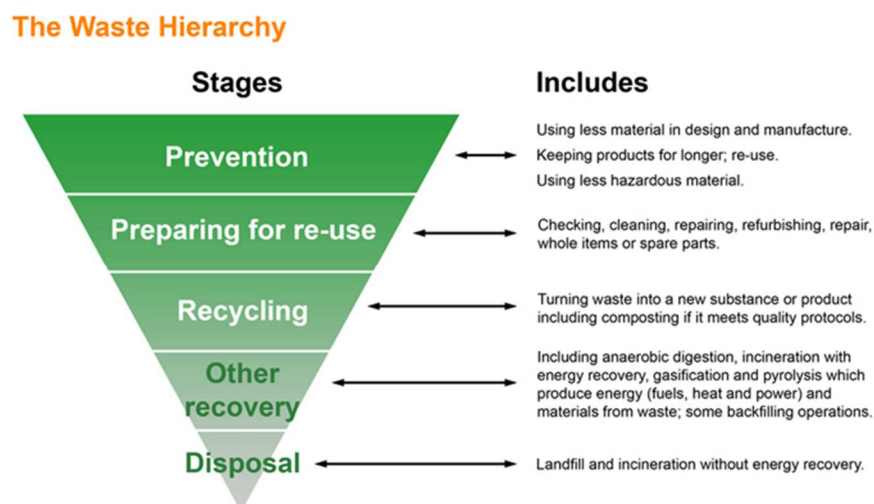 The Waste Hierarchy
Stages
Includes
Prevention
Using less material in design and manufacture.
Keeping products for longer; re-use.
Using less hazardous material.
Preparing for re-use
Checking, cleaning, repairing, refurbishing, repair,
whole items or spare parts.
Recycling
Turning waste into a new substance or product
including composting if it meets quality protocols.
Other
recovery
Including anaerobic digestion, incineration with
energy recovery, gasification and pyrolysis which
produce energy (fuels, heat and power) and
materials from waste; some backfilling operations.
Disposal
Landfill and incineration without energy recovery.